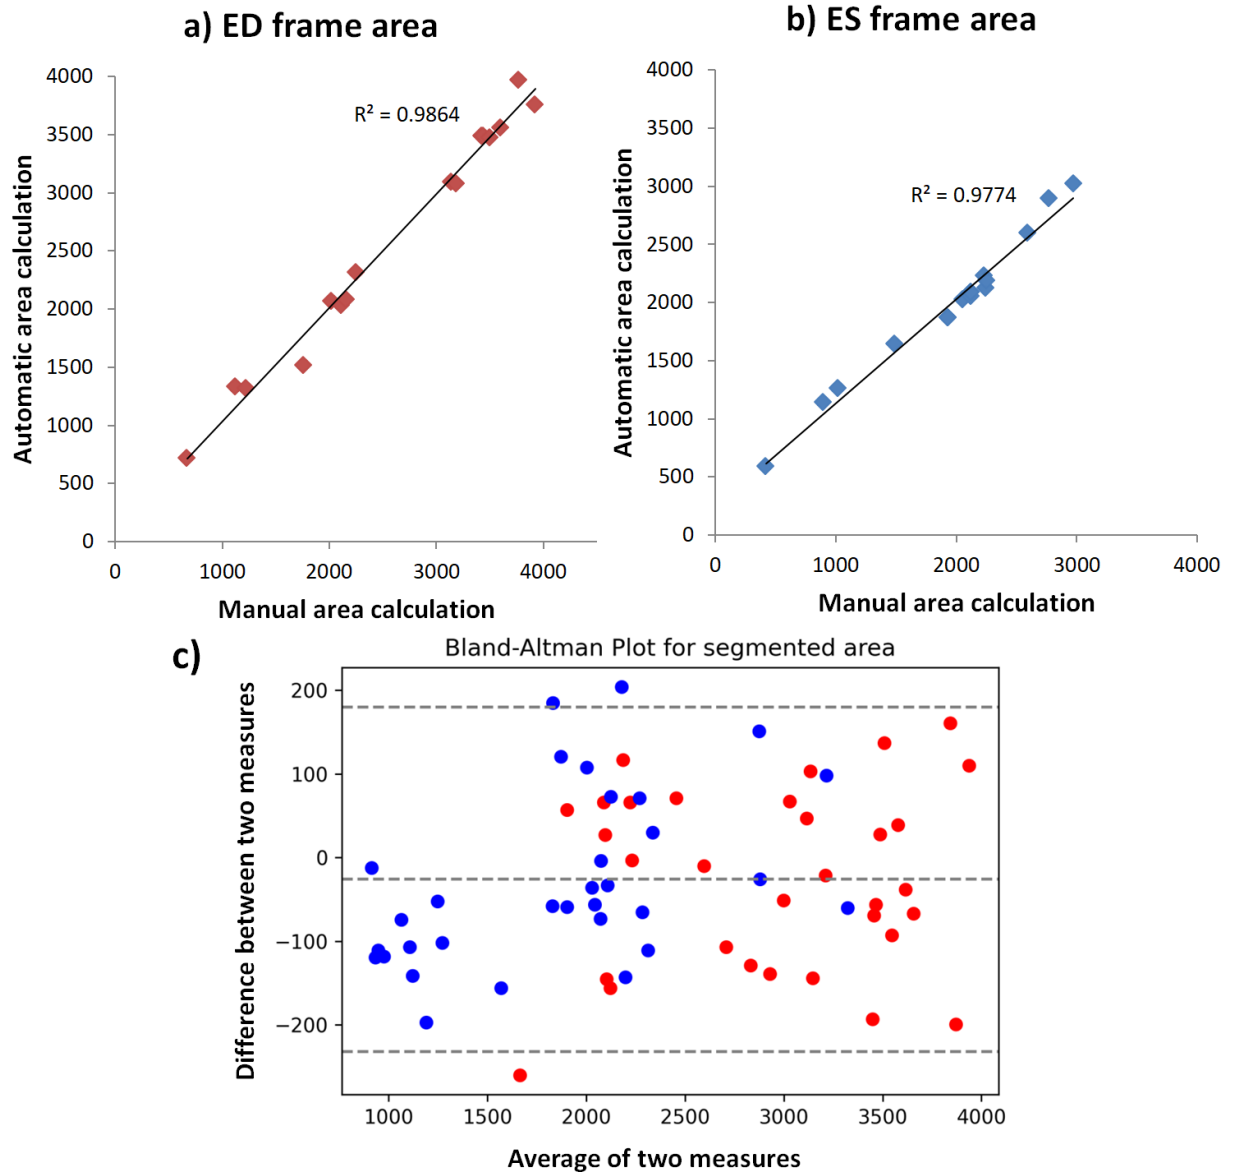 a) ED frame area
4000
3500
3000
2500
2000
1500
1000
500
0
R² = 0.9864
Automatic area calculation
0 1000 2000 3000 4000
Manual area calculation
b) ES frame area
4000
3500
3000
2500
2000
1500
1000
500
0
R² = 0.9774
Automatic area calculation
0 1000 2000 3000 4000
Manual area calculation
c)
Bland-Altman Plot for segmented area
200
100
0
−100
−200
Difference between two measures
1000 1500 2000 2500 3000 3500 4000
Average of two measures